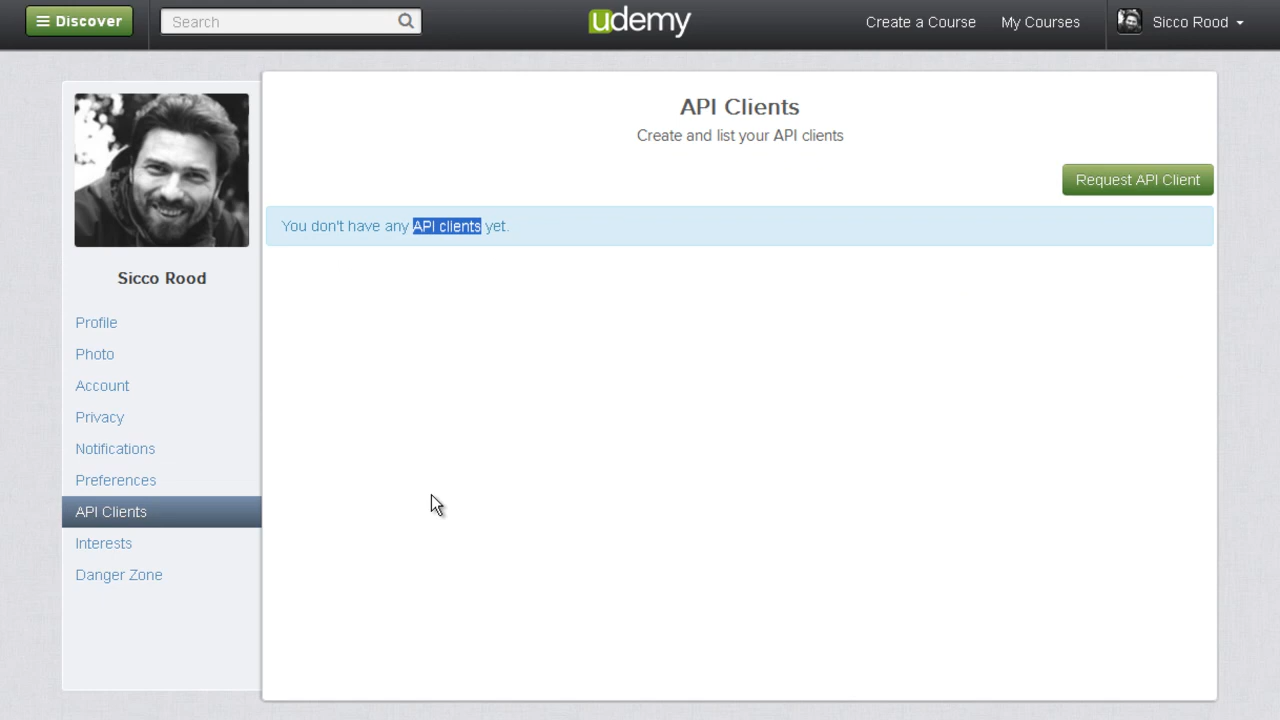 Discover
Search
udemy
Create a Course
My Courses
Sicco Rood
API Clients
Create and list your API clients
Request API Client
You don't have any API clients yet.
Sicco Rood
Profile
Photo
Account
Privacy
Notifications
Preferences
API Clients
Interests
Danger Zone